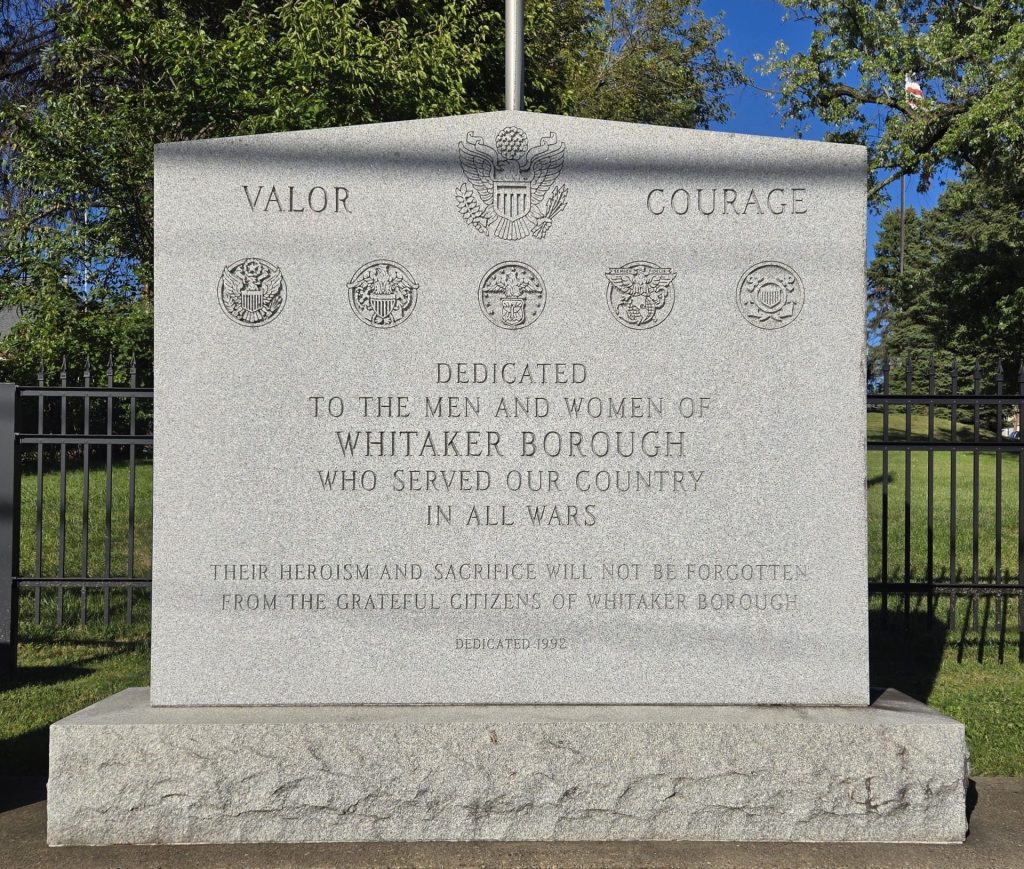 VALOR COURAGE
DEDICATED
TO THE MEN AND WOMEN OF
WHITAKER BOROUGH
WHO SERVED OUR COUNTRY
IN ALL WARS
THEIR HEROISM AND SACRIFICE WILL NOT BE FORGOTTEN
FROM THE GRATEFUL CITIZENS OF WHITAKER BOROUGH
DEDICATED 1992